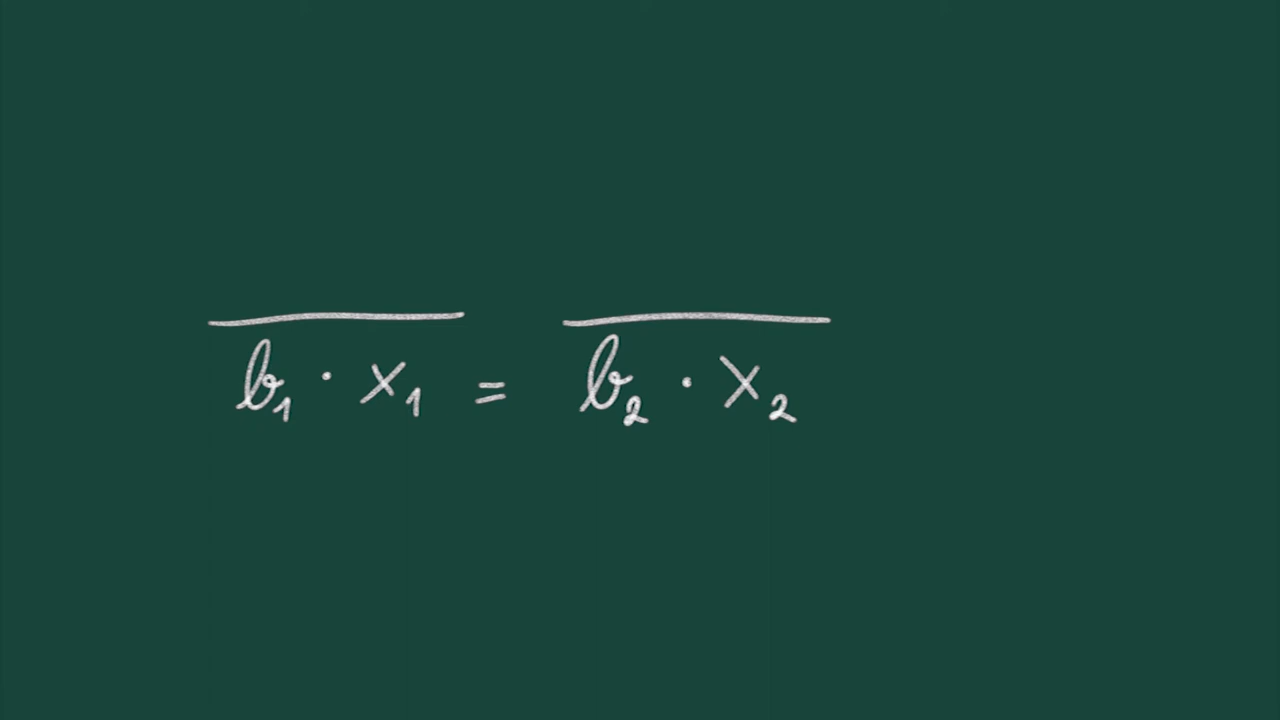 b₁ · x₁ = b₂ · x₂